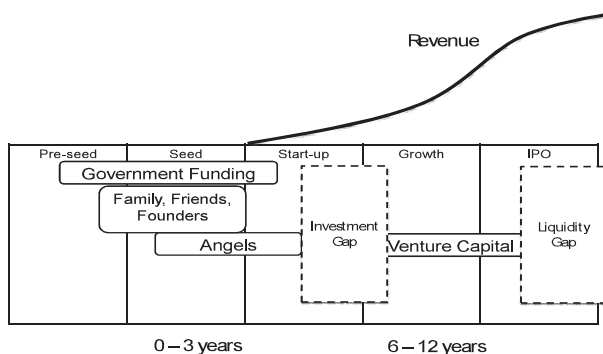 Revenue
Pre-seed
Seed
Start-up
Growth
IPO
Government Funding
Family, Friends,
Founders
Angels
Investment
Gap
Venture Capital
Liquidity
Gap
0 – 3 years
6 – 12 years